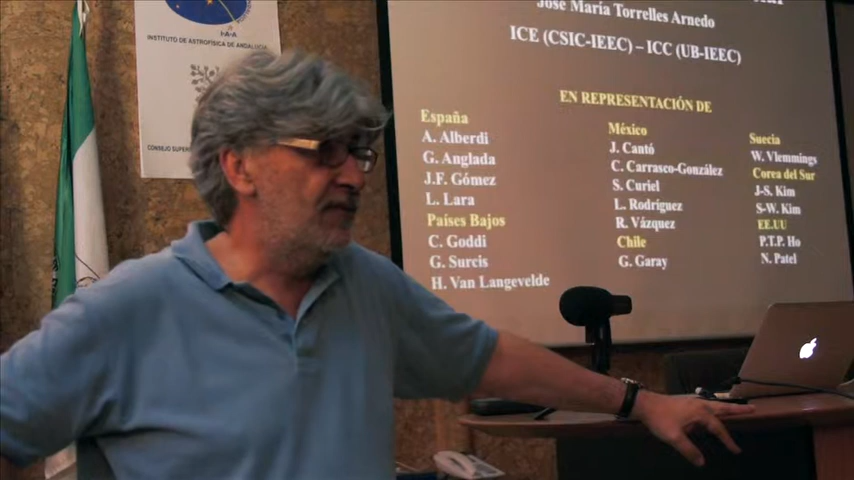 José María Torrelles Arnedo
ICE (CSIC-IEEC) – ICC (UB-IEEC)
EN REPRESENTACIÓN DE
España
A. Alberdi
G. Anglada
J.F. Gómez
L. Lara
Países Bajos
C. Goddi
G. Surcis
H. Van Langevelde
México
J. Cantó
C. Carrasco-González
S. Curiel
L. Rodríguez
R. Vázquez
Chile
G. Garay
Suecia
W. Vlemmings
Corea del Sur
J-S. Kim
S-W. Kim
EE.UU
P.T.P. Ho
N. Patel
INSTITUTO DE ASTROFÍSICA DE ANDALUCÍA